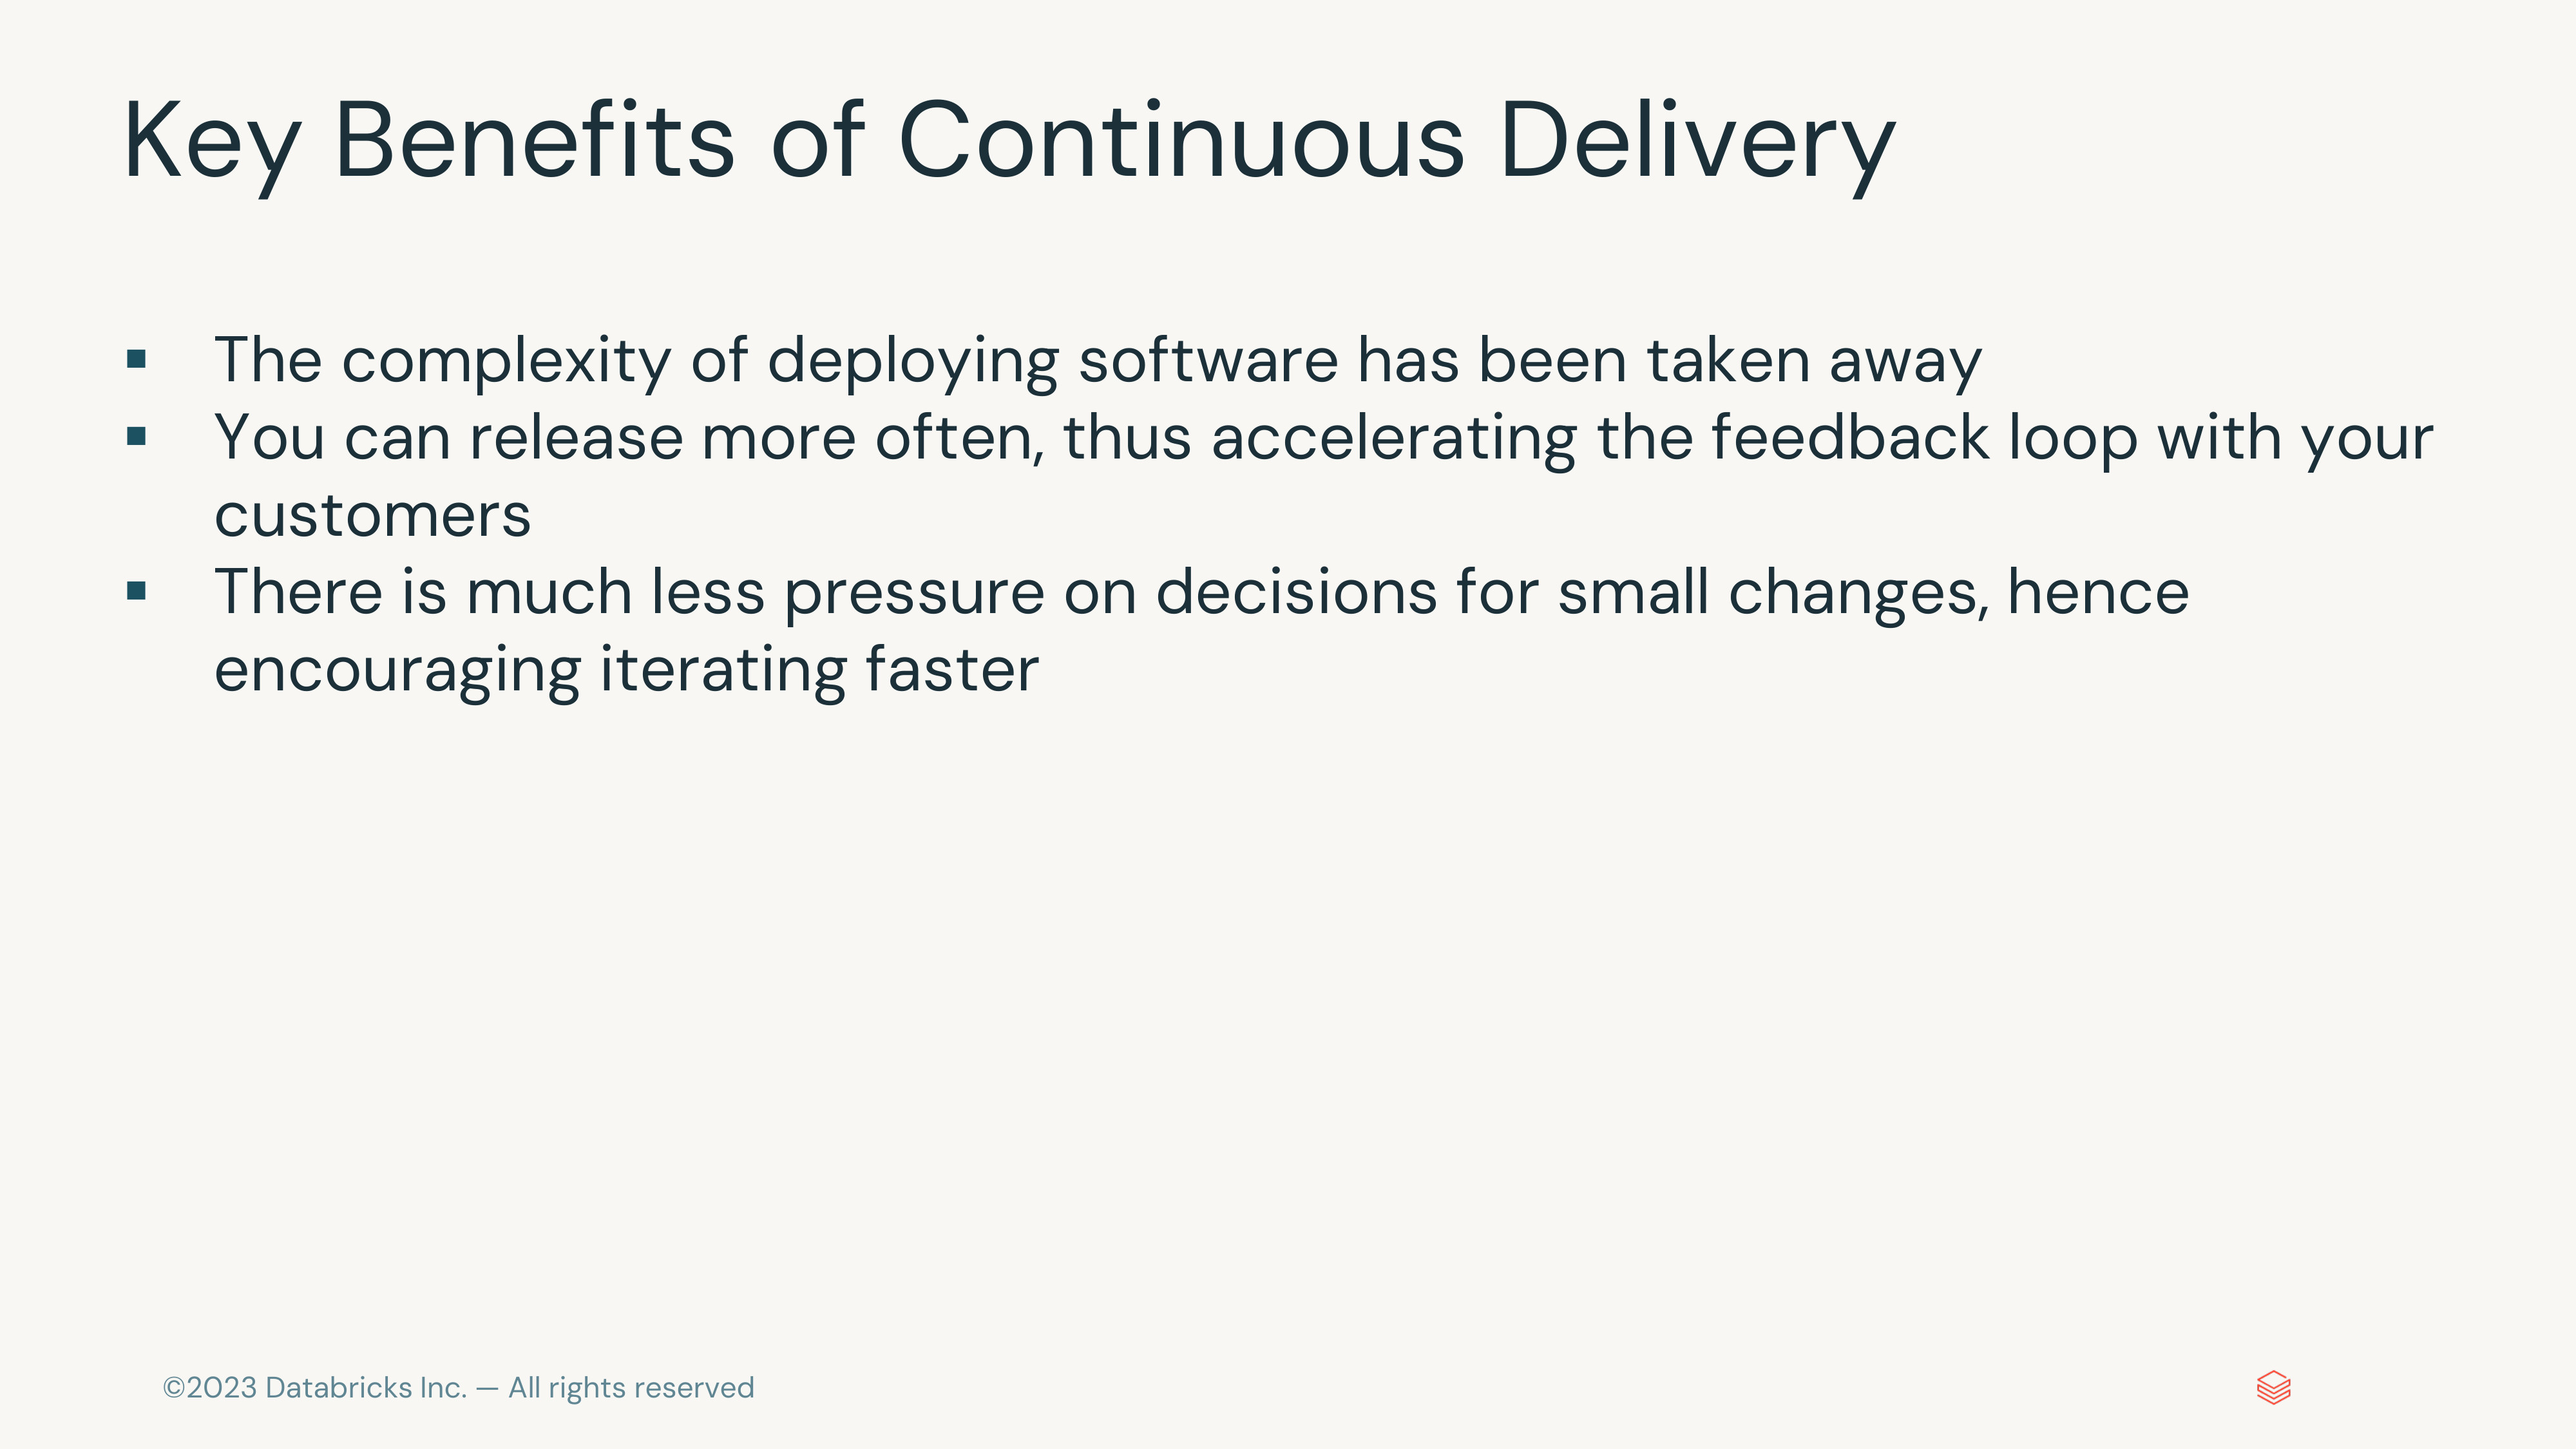 Key Benefits of Continuous Delivery
▪ The complexity of deploying software has been taken away
▪ You can release more often, thus accelerating the feedback loop with your
customers
▪ There is much less pressure on decisions for small changes, hence
encouraging iterating faster
©2023 Databricks Inc. — All rights reserved